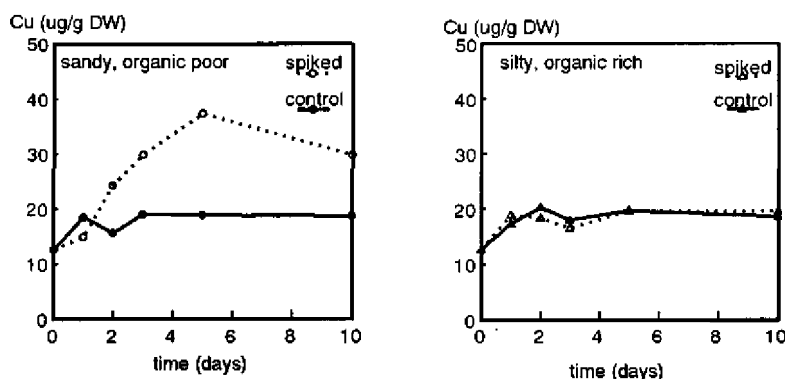 Cu (ug/g DW)
50
40
30
20
10
0
sandy, organic poor
spiked
control
0 2 4 6 8 10
time (days)
Cu (ug/g DW)
50
40
30
20
10
0
silty, organic rich
spiked
control
0 2 4 6 8 10
time (days)